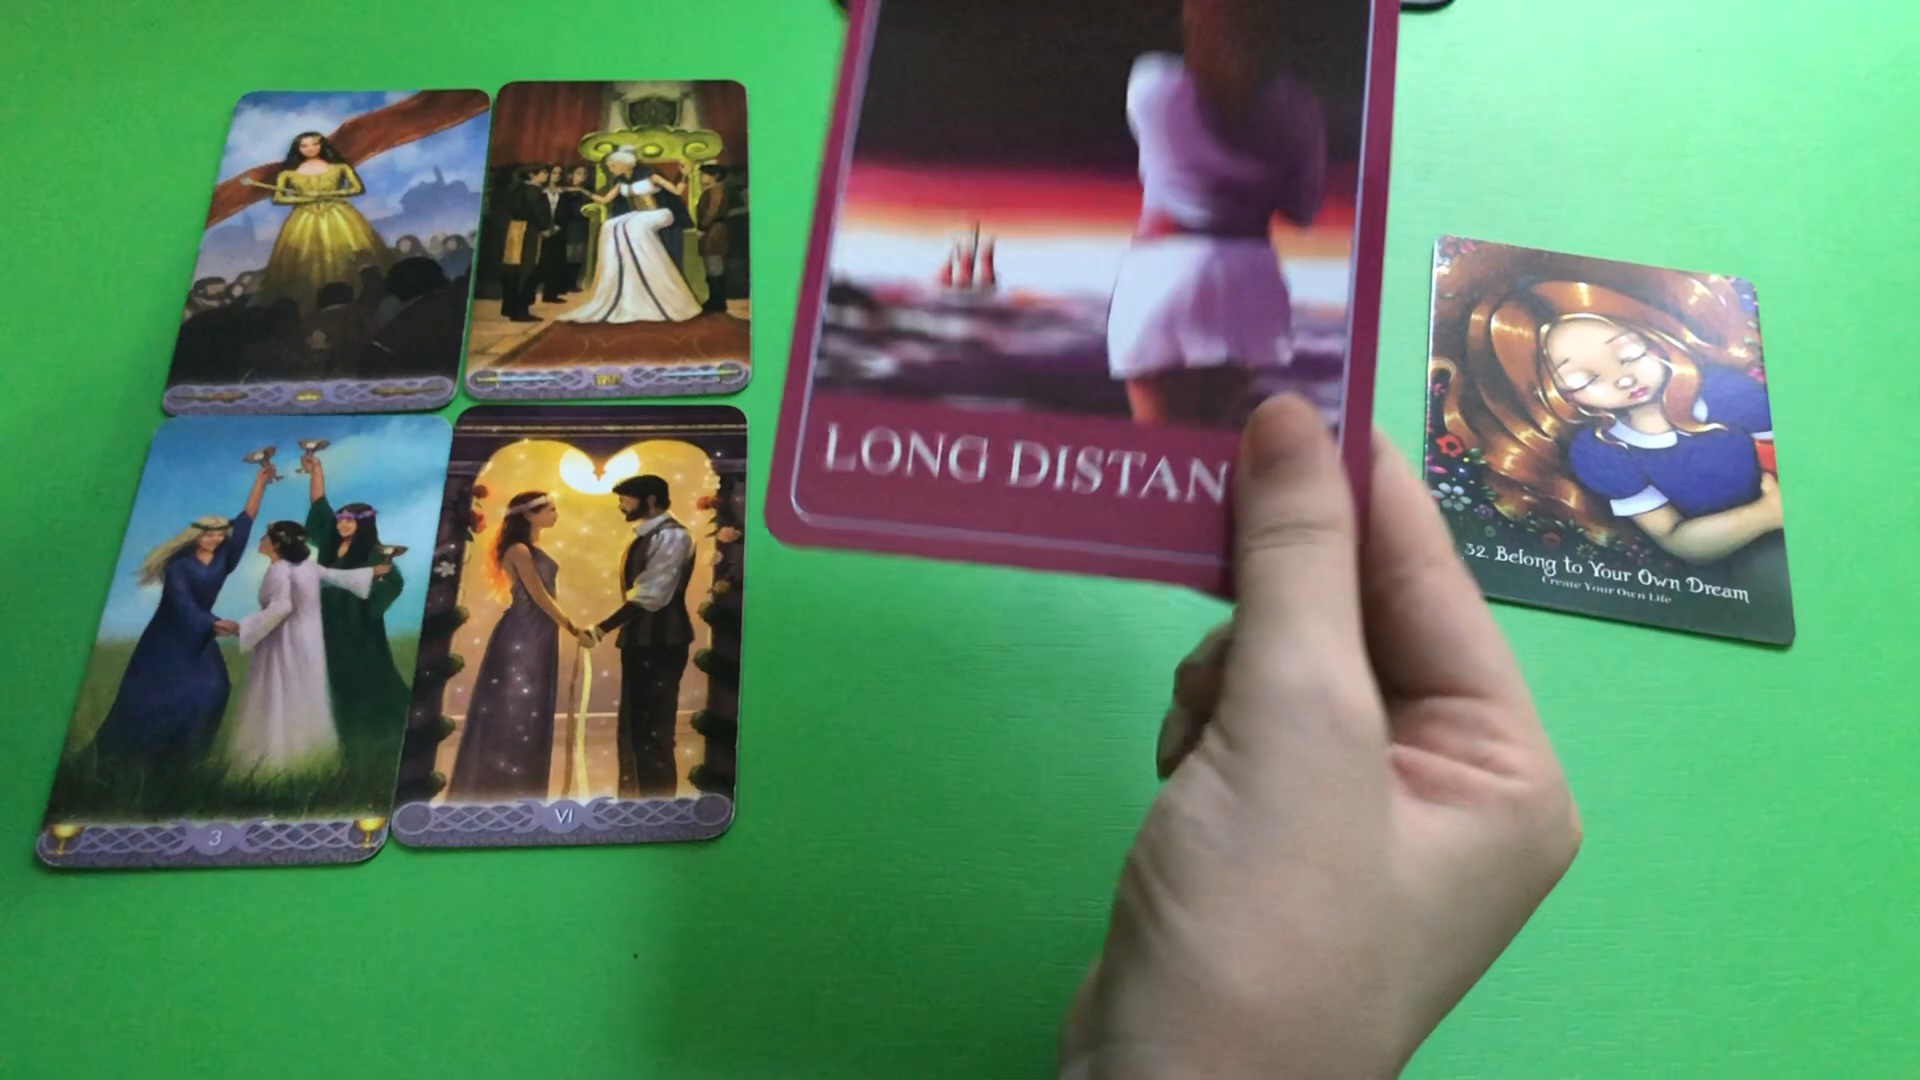 LONG DISTAN
32. Belong to Your Own Dream
Create Your Own Life
3
VI